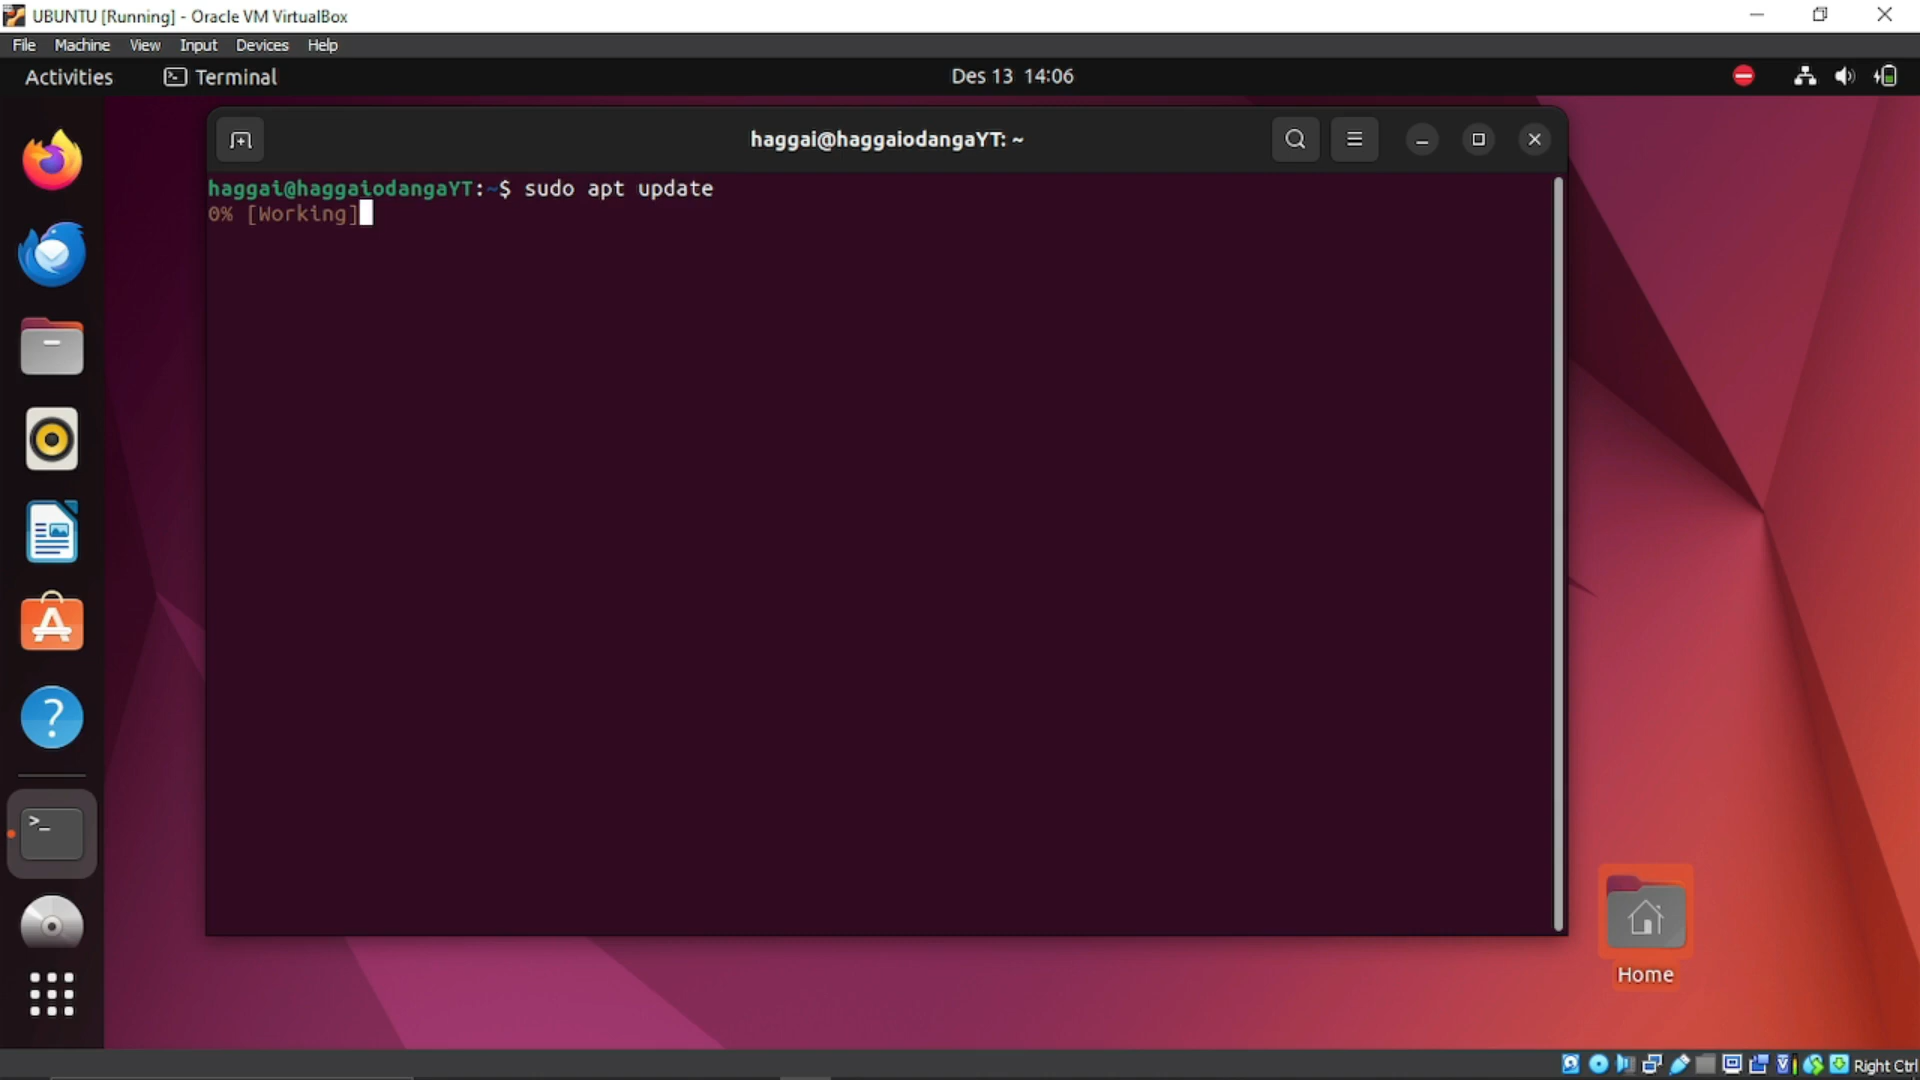 UBUNTU [Running] - Oracle VM VirtualBox
File Machine View Input Devices Help
Activities Terminal Des 13 14:06
haggai@haggaiodangaYT: ~
haggai@haggaiodangaYT:~$ sudo apt update
0% [Working]
Home
Right Ctrl